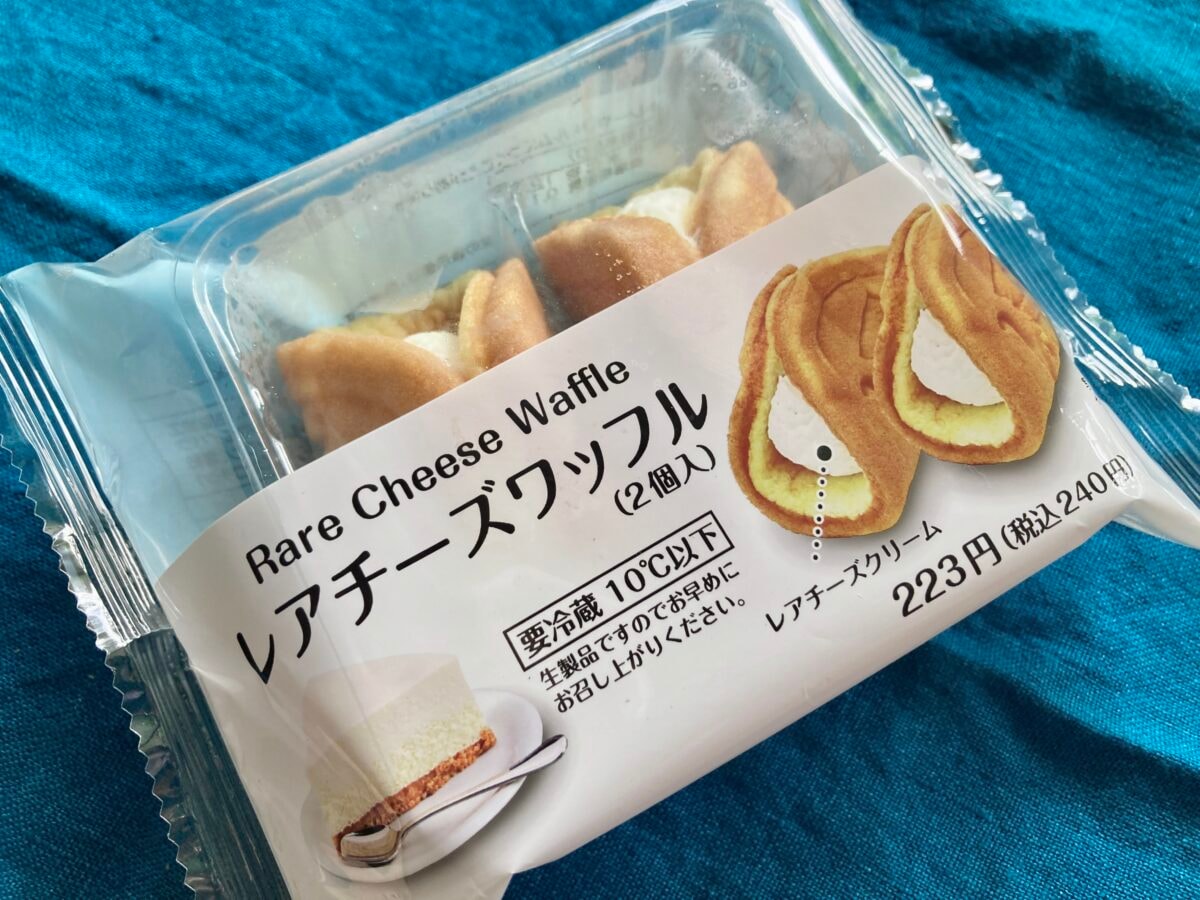 Rare Cheese Waffle
レアチーズワッフル
(2個入)
要冷蔵 10℃以下
生製品ですのでお早めに
お召し上がりください。
レアチーズクリーム
223円(税込240円)